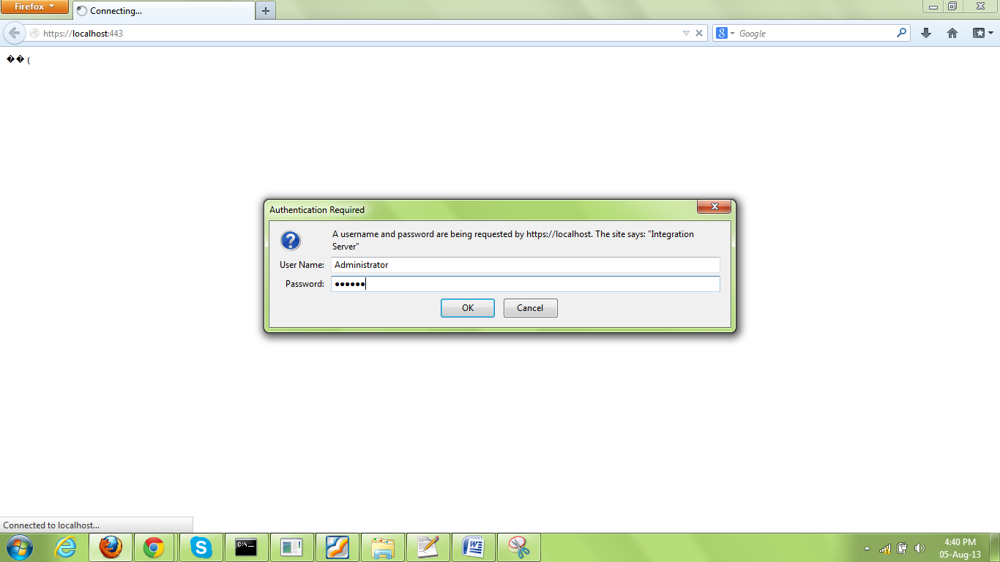 Firefox
Connecting...
https://localhost:443
Google
�� (
Authentication Required
A username and password are being requested by https://localhost. The site says: "Integration
Server"
User Name: Administrator
Password: ●●●●●●
OK Cancel
Connected to localhost...
4:40 PM
05-Aug-13